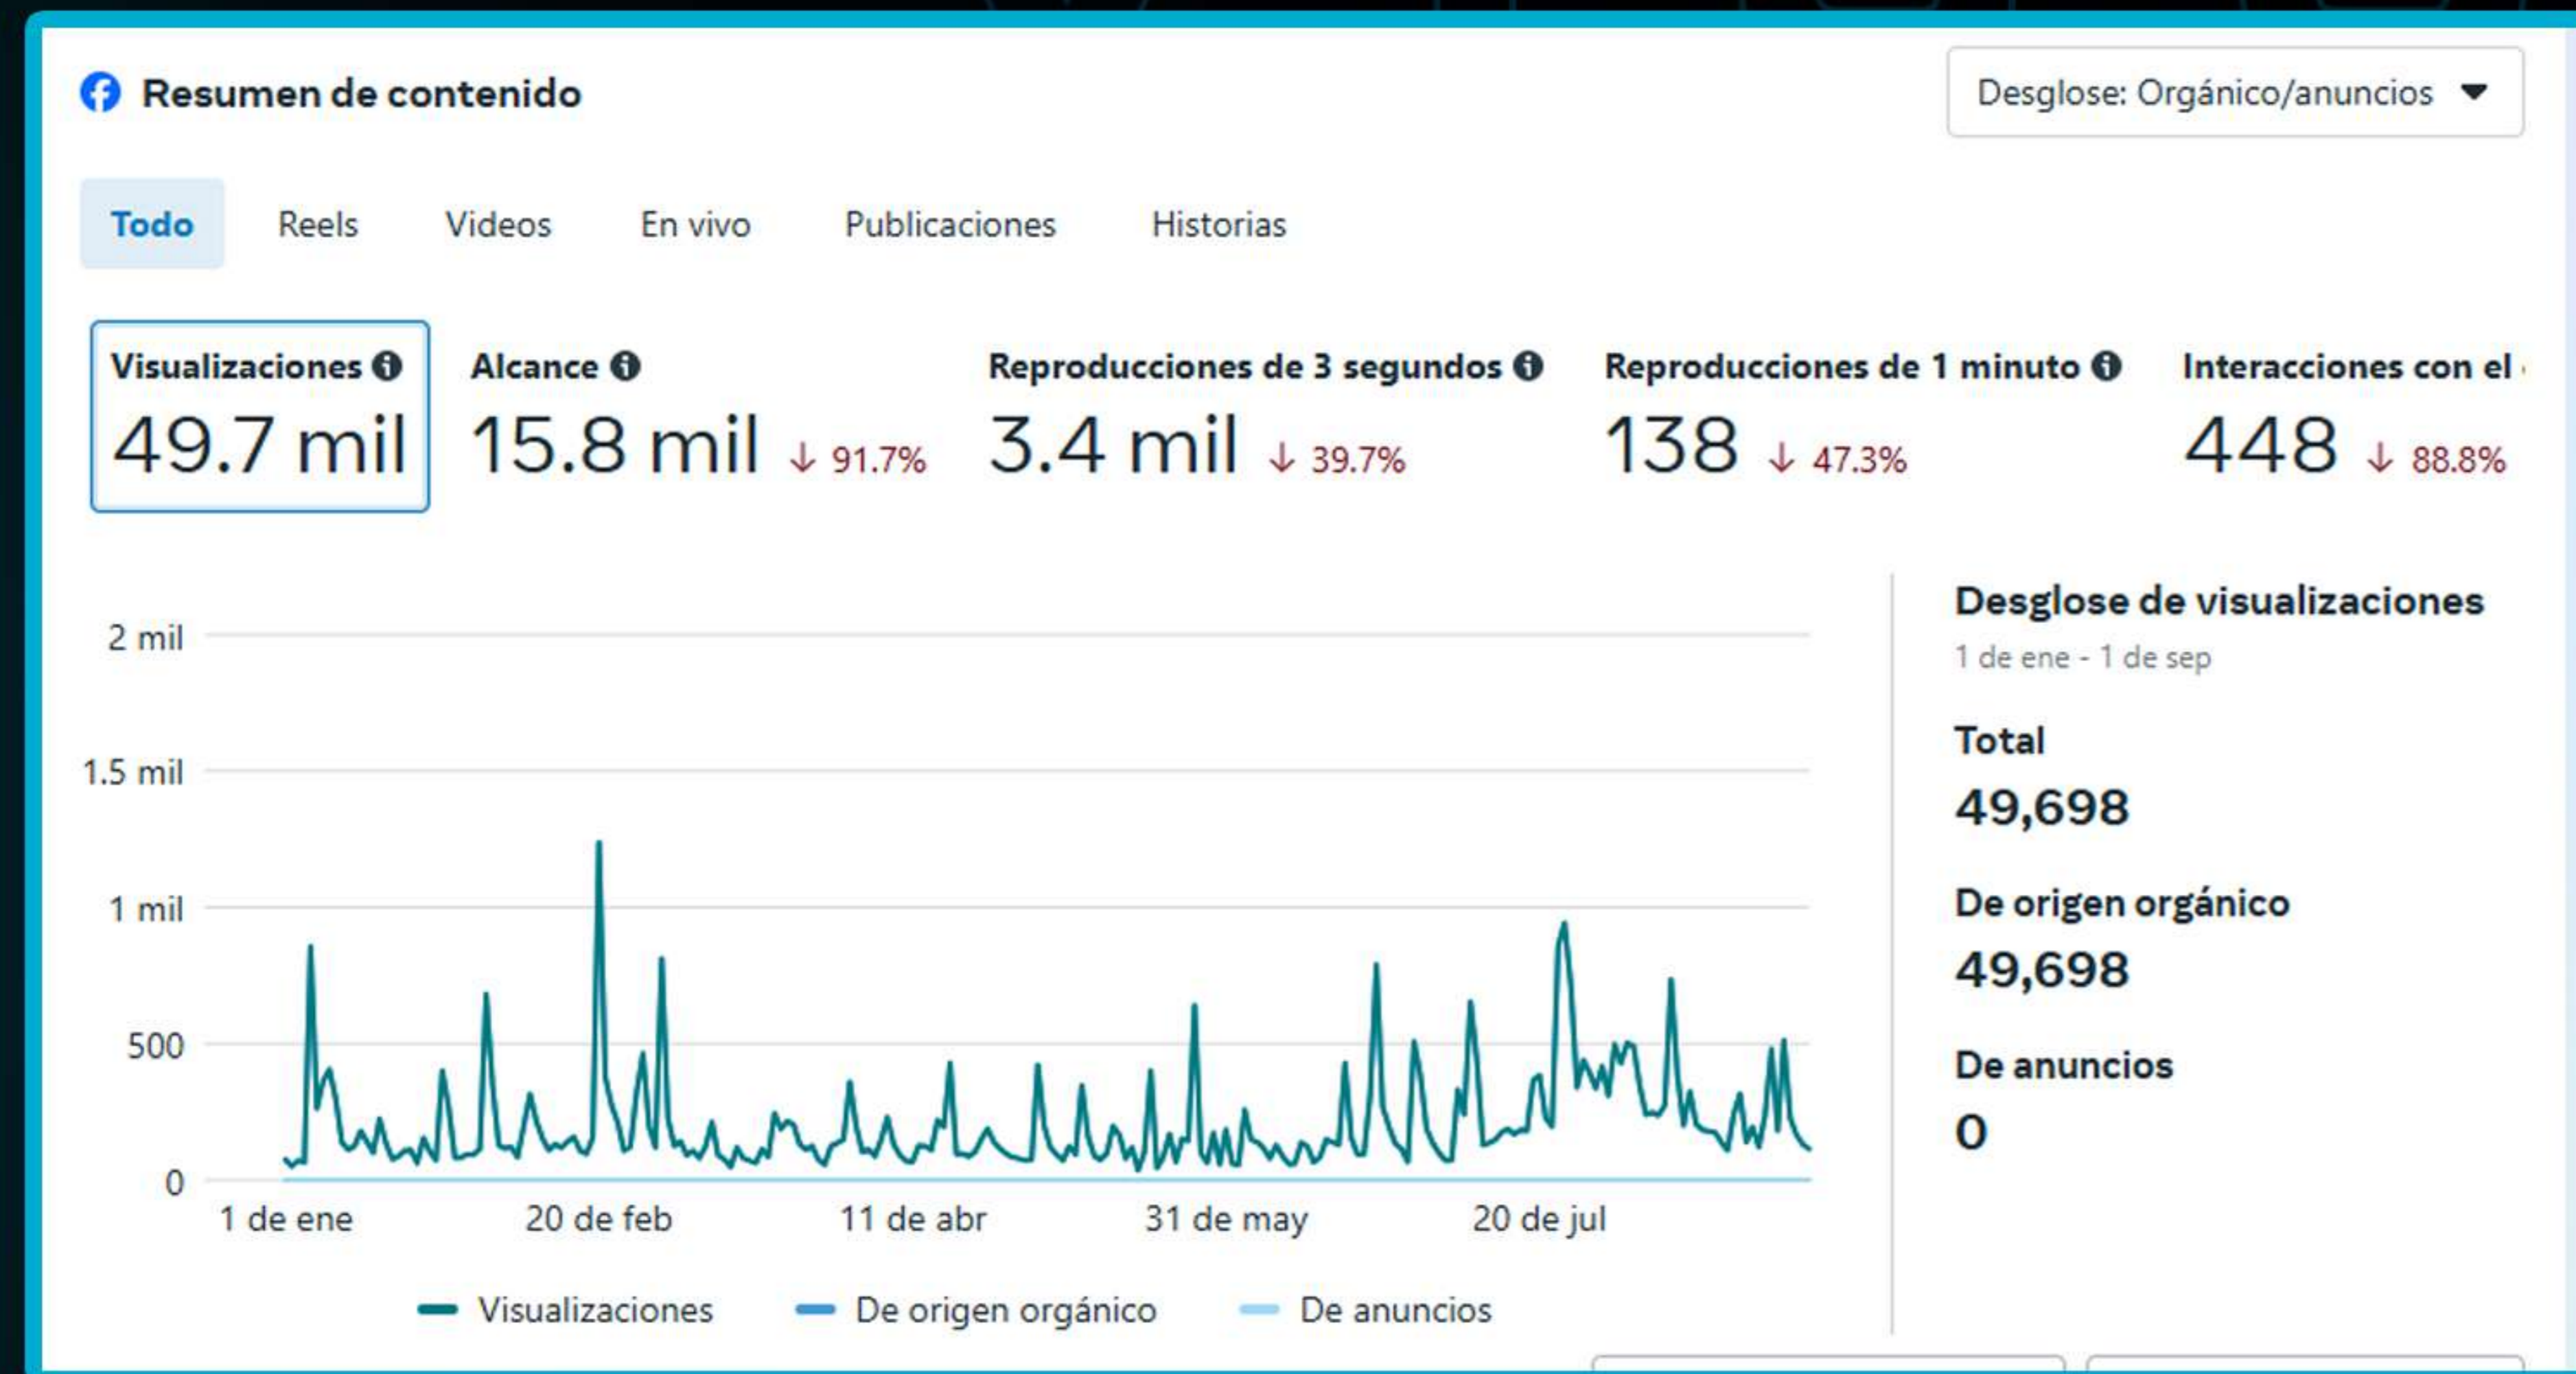 Resumen de contenido
Desglose: Orgánico/anuncios
Todo Reels Videos En vivo Publicaciones Historias
Visualizaciones Alcance Reproducciones de 3 segundos Reproducciones de 1 minuto Interacciones con el
49.7 mil 15.8 mil ↓ 91.7% 3.4 mil ↓ 39.7% 138 ↓ 47.3% 448 ↓ 88.8%
2 mil
1.5 mil
1 mil
500
0
1 de ene 20 de feb 11 de abr 31 de may 20 de jul
Visualizaciones De origen orgánico De anuncios
Desglose de visualizaciones
1 de ene - 1 de sep
Total
49,698
De origen orgánico
49,698
De anuncios
0